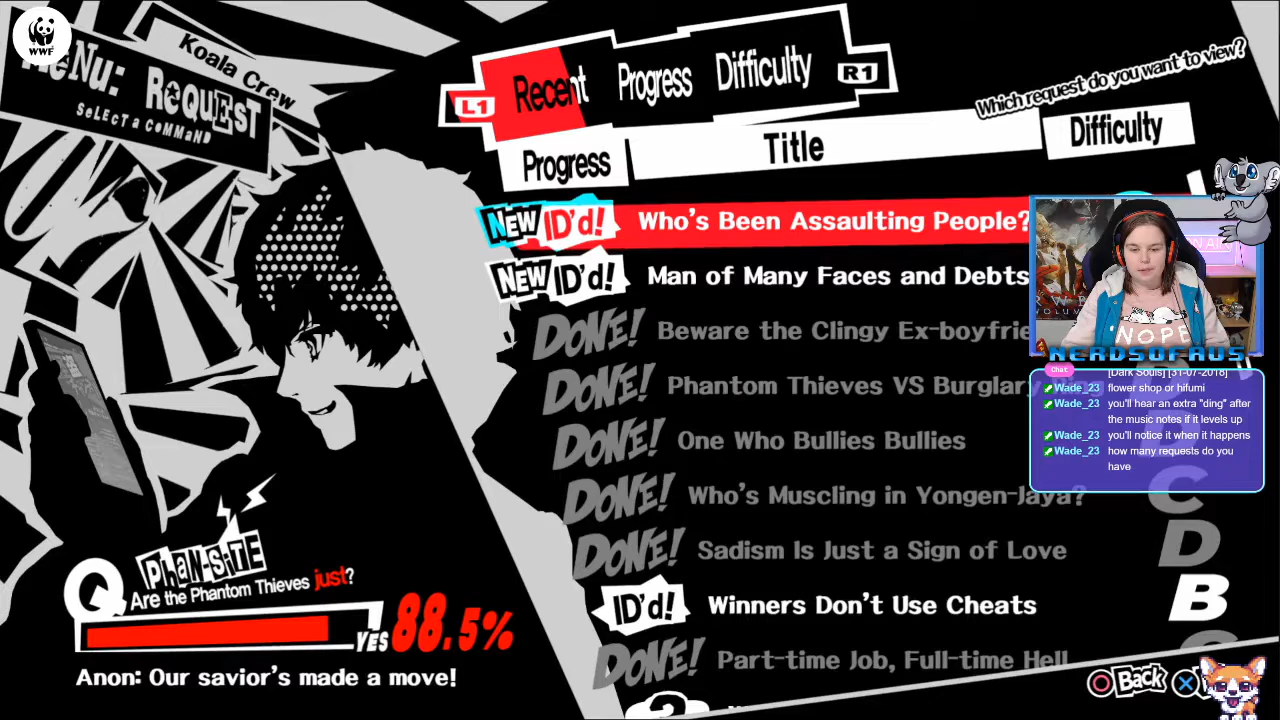 WWF
MeNu: ReQuEST
Koala Crew
SeLEcT a CoMMaND
L1
Recent
Progress
Difficulty
R1
Which request do you want to view?
Progress
Title
Difficulty
NEW ID'd! Who's Been Assaulting People?
NEW ID'd! Man of Many Faces and Debts
DONE! Beware the Clingy Ex-boyfrie
DONE! Phantom Thieves VS Burglary
DONE! One Who Bullies Bullies
DONE! Who's Muscling in Yongen-Jaya? C
DONE! Sadism Is Just a Sign of Love D
ID'd! Winners Don't Use Cheats B
DONE! Part-time Job, Full-time Hell
NOPE
NERDSOFAUS
Chat
[Dark Souls] [31-07-2018]
Wade_23 flower shop or hifumi
Wade_23 you'll hear an extra "ding" after
the music notes if it levels up
Wade_23 you'll notice it when it happens
Wade_23 how many requests do you
have
PhaN-SiTE
Q Are the Phantom Thieves just?
YES 88.5%
Anon: Our savior's made a move!
Back